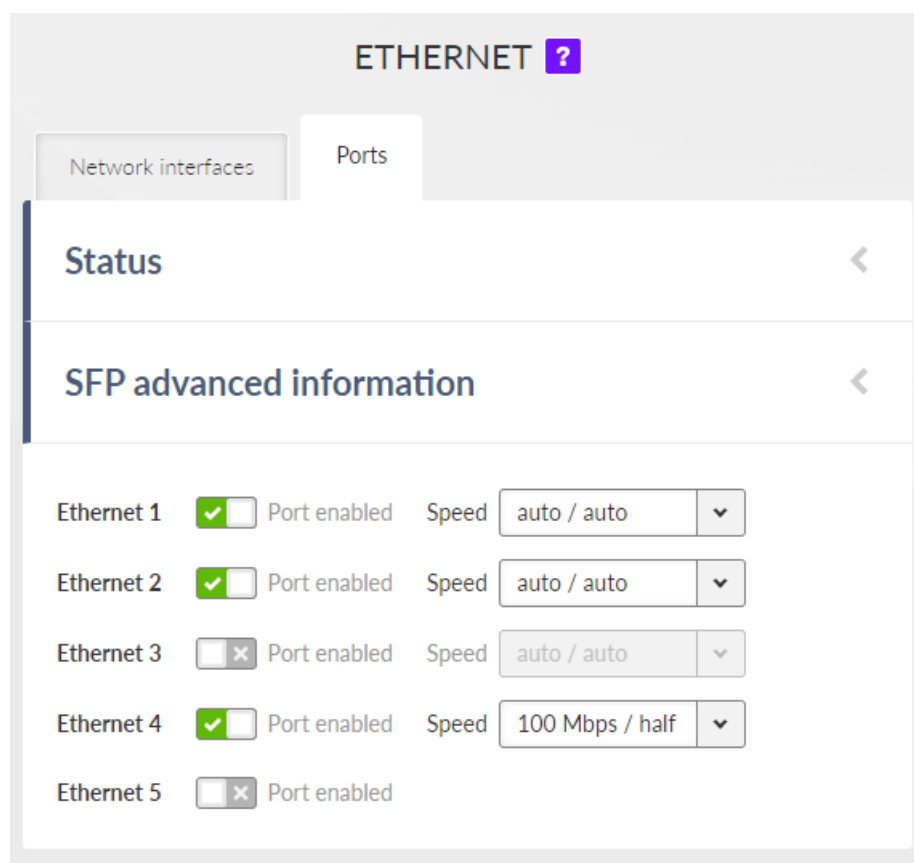 ETHERNET ?
Network interfaces Ports
Status
SFP advanced information
Ethernet 1 Port enabled Speed auto / auto
Ethernet 2 Port enabled Speed auto / auto
Ethernet 3 Port enabled Speed auto / auto
Ethernet 4 Port enabled Speed 100 Mbps / half
Ethernet 5 Port enabled